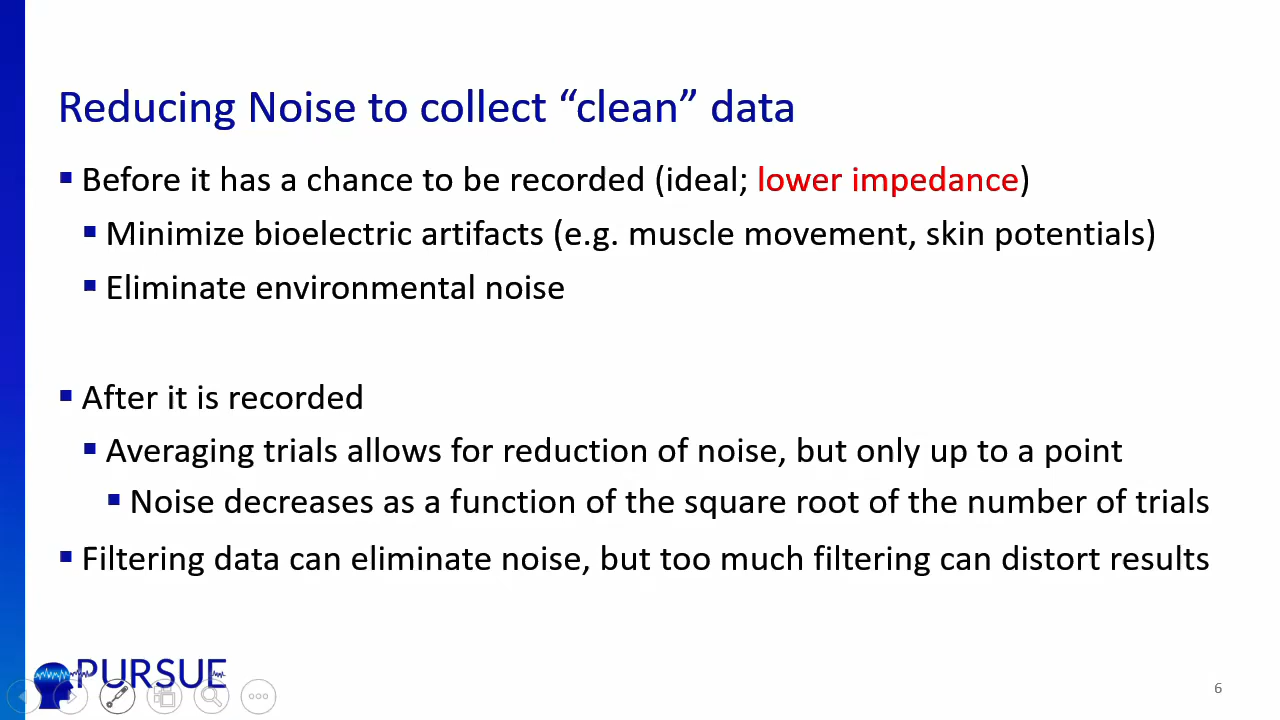 Reducing Noise to collect “clean” data
▪ Before it has a chance to be recorded (ideal; lower impedance)
▪ Minimize bioelectric artifacts (e.g. muscle movement, skin potentials)
▪ Eliminate environmental noise
▪ After it is recorded
▪ Averaging trials allows for reduction of noise, but only up to a point
▪ Noise decreases as a function of the square root of the number of trials
▪ Filtering data can eliminate noise, but too much filtering can distort results
PURSUE
6